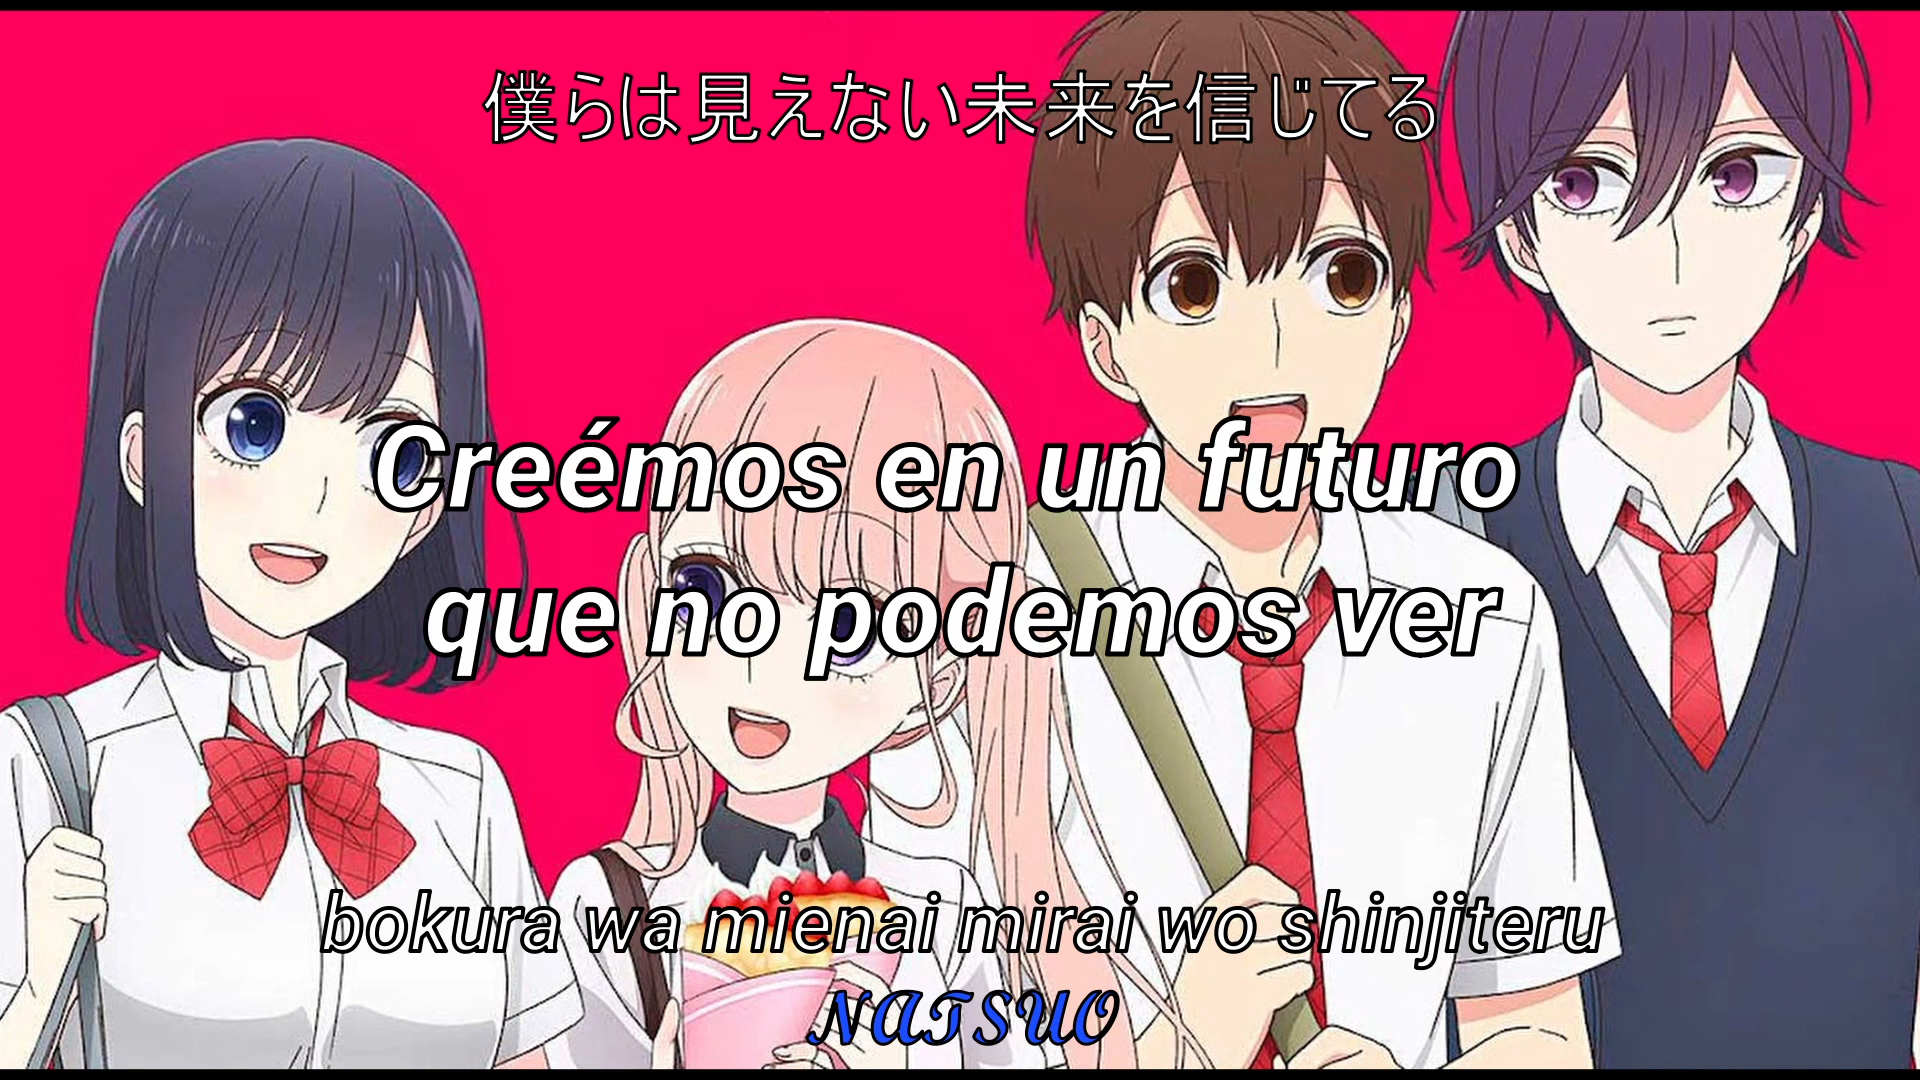 僕らは見えない未来を信じてる
Creémos en un futuro
que no podemos ver
bokura wa mienai mirai wo shinjiteru
NATSUO